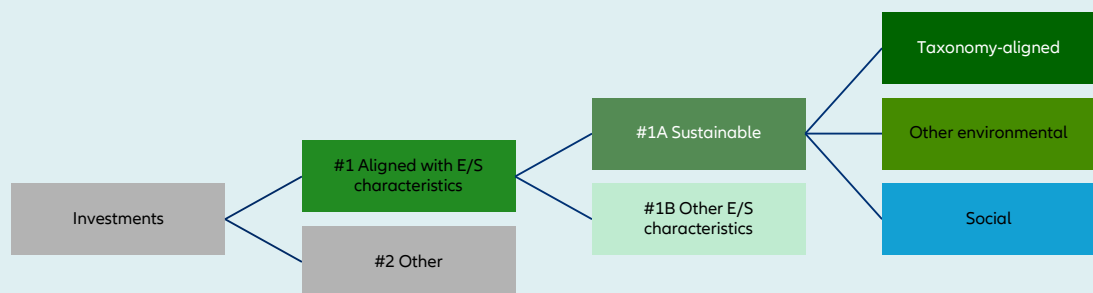 Investments
#1 Aligned with E/S
characteristics
#2 Other
#1A Sustainable
#1B Other E/S
characteristics
Taxonomy-aligned
Other environmental
Social